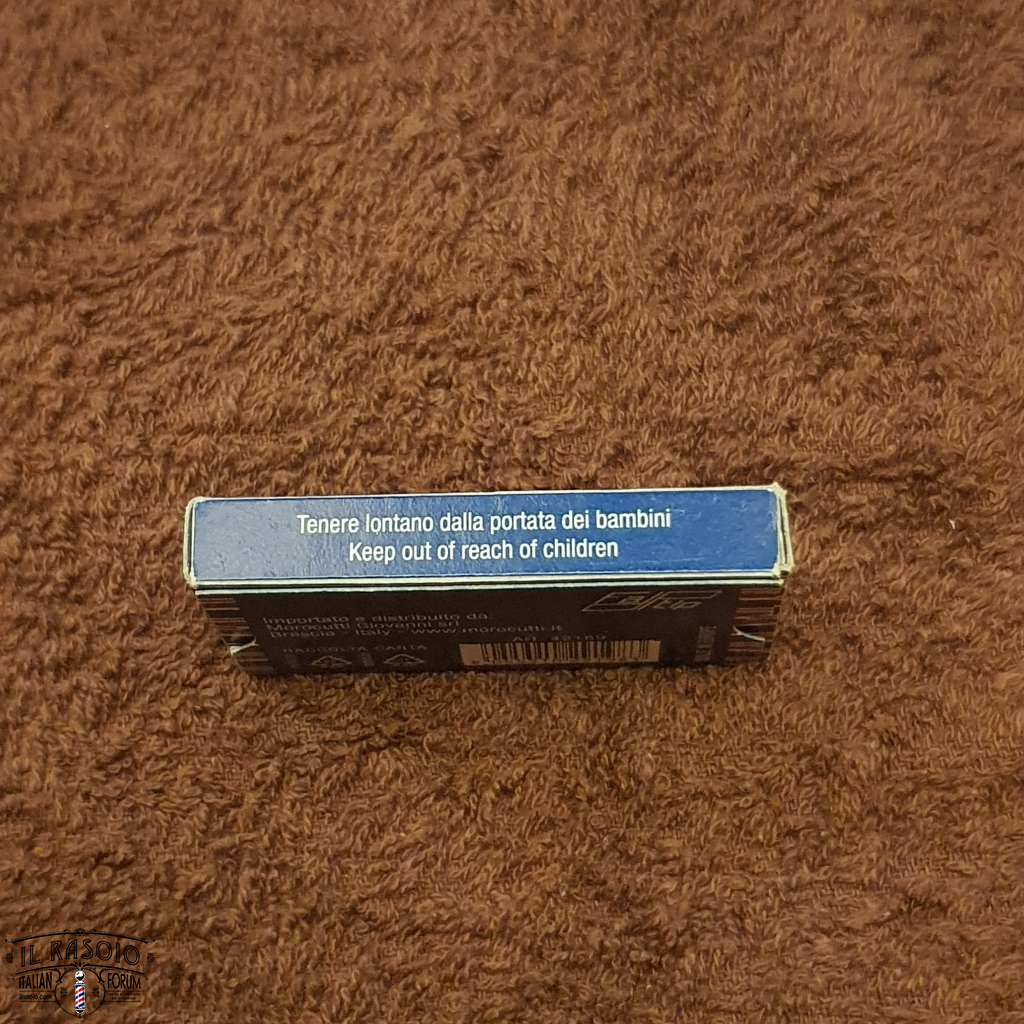 Tenere lontano dalla portata dei bambini
Keep out of reach of children
Importato e distribuito da:
Morocutti Giovanni srl
Brescia - Italy - www.morocutti.it
RACCOLTA CARTA
IL RASOIO
ITALIAN FORUM